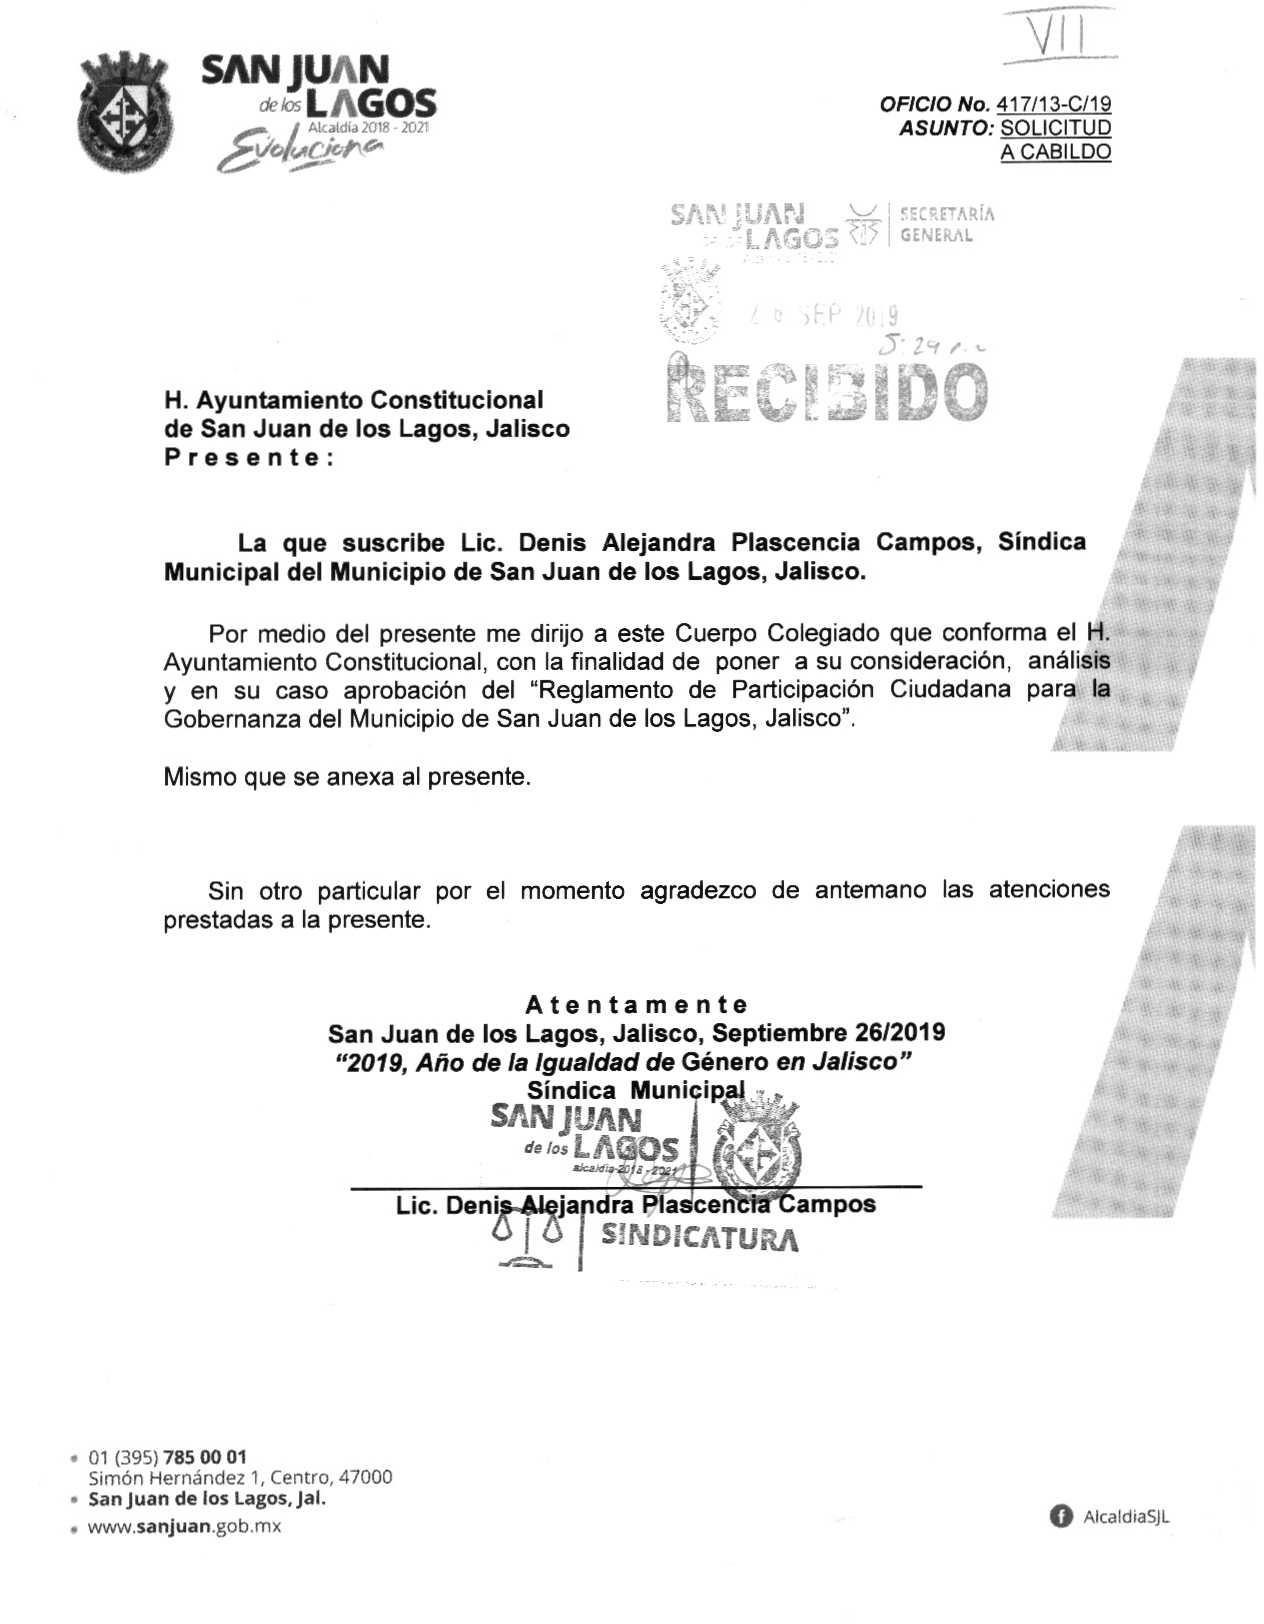 VII
SAN JUAN
de los LAGOS
Alcaldía 2018 - 2021
Evoluciona
OFICIO No. 417/13-C/19
ASUNTO: SOLICITUD
A CABILDO
SAN JUAN
LAGOS
SECRETARÍA
GENERAL
SEP 2019
5:29
RECIBIDO
H. Ayuntamiento Constitucional
de San Juan de los Lagos, Jalisco
P r e s e n t e :
La que suscribe Lic. Denis Alejandra Plascencia Campos, Síndica
Municipal del Municipio de San Juan de los Lagos, Jalisco.
Por medio del presente me dirijo a este Cuerpo Colegiado que conforma el H.
Ayuntamiento Constitucional, con la finalidad de poner a su consideración, análisis
y en su caso aprobación del “Reglamento de Participación Ciudadana para la
Gobernanza del Municipio de San Juan de los Lagos, Jalisco”.
Mismo que se anexa al presente.
Sin otro particular por el momento agradezco de antemano las atenciones
prestadas a la presente.
A t e n t a m e n t e
San Juan de los Lagos, Jalisco, Septiembre 26/2019
“2019, Año de la Igualdad de Género en Jalisco”
Síndica Municipal
SAN JUAN
de los LAGOS
alcaldía 2018 - 2021
Lic. Denis Alejandra Plascencia Campos
SINDICATURA
01 (395) 785 00 01
Simón Hernández 1, Centro, 47000
San Juan de los Lagos, Jal.
www.sanjuan.gob.mx
AlcaldiaSJL